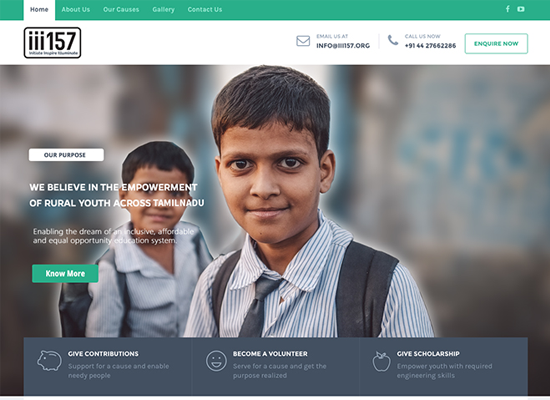 Home About Us Our Causes Gallery Contact Us
iii157
Initiate Inspire Illuminate
EMAIL US AT
INFO@III157.ORG
CALL US NOW
+91 44 27662286
ENQUIRE NOW
OUR PURPOSE
WE BELIEVE IN THE EMPOWERMENT
OF RURAL YOUTH ACROSS TAMILNADU
Enabling the dream of an inclusive, affordable
and equal opportunity education system.
Know More
GIVE CONTRIBUTIONS
Support for a cause and enable
needy people
BECOME A VOLUNTEER
Serve for a cause and get the
purpose realized
GIVE SCHOLARSHIP
Empower youth with required
engineering skills